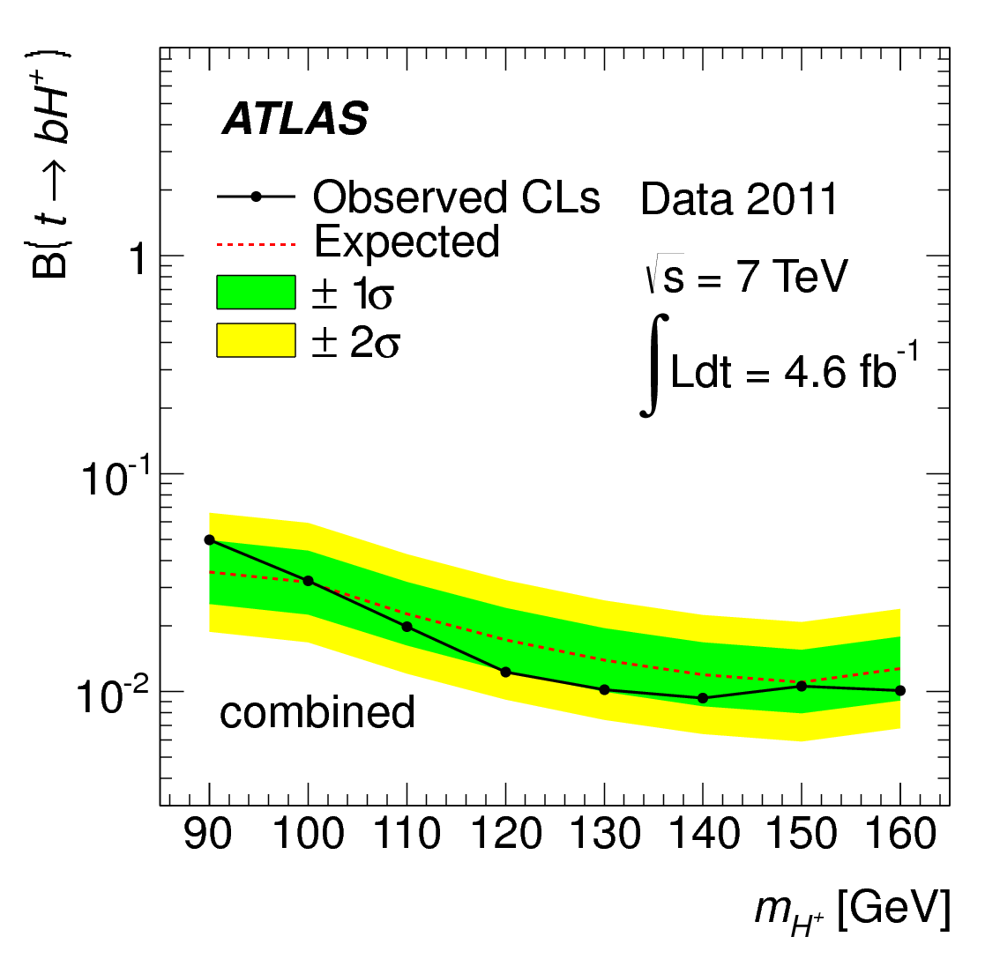 B( t → bH⁺ )
ATLAS
Observed CLs
Expected
± 1σ
± 2σ
Data 2011
√s = 7 TeV
∫Ldt = 4.6 fb⁻¹
1
10⁻¹
10⁻²
combined
90 100 110 120 130 140 150 160
m_H⁺ [GeV]